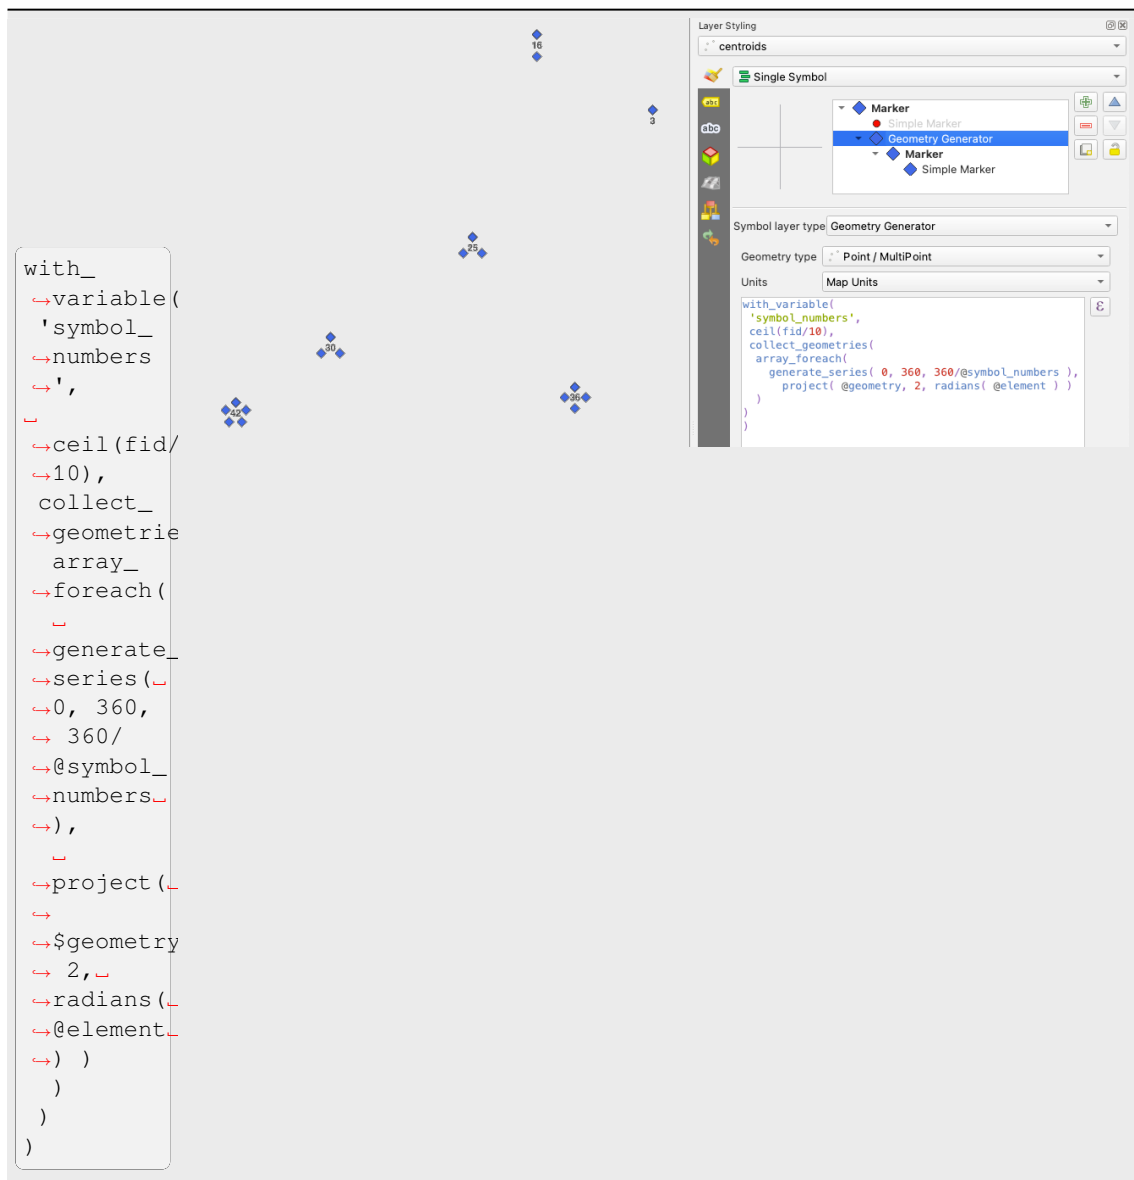 with_
↪variable(
 'symbol_
↪numbers
↪',
␣
↪ceil(fid/
↪10),
 collect_
↪geometrie
  array_
↪foreach(
  ␣
↪generate_
↪series(␣
↪0, 360,
↪ 360/
↪@symbol_
↪numbers␣
↪),
  ␣
↪project(␣
↪
↪$geometry
↪ 2,␣
↪radians(␣
↪@element␣
↪) )
  )
 )
)
16
3
25
30
36
42
Layer Styling
centroids
Single Symbol
abc
abc
Marker
Simple Marker
Geometry Generator
Marker
Simple Marker
Symbol layer type Geometry Generator
Geometry type Point / MultiPoint
Units Map Units
with_variable(
 'symbol_numbers',
 ceil(fid/10),
 collect_geometries(
  array_foreach(
    generate_series( 0, 360, 360/@symbol_numbers ),
      project( @geometry, 2, radians( @element ) )
  )
)
)
ε